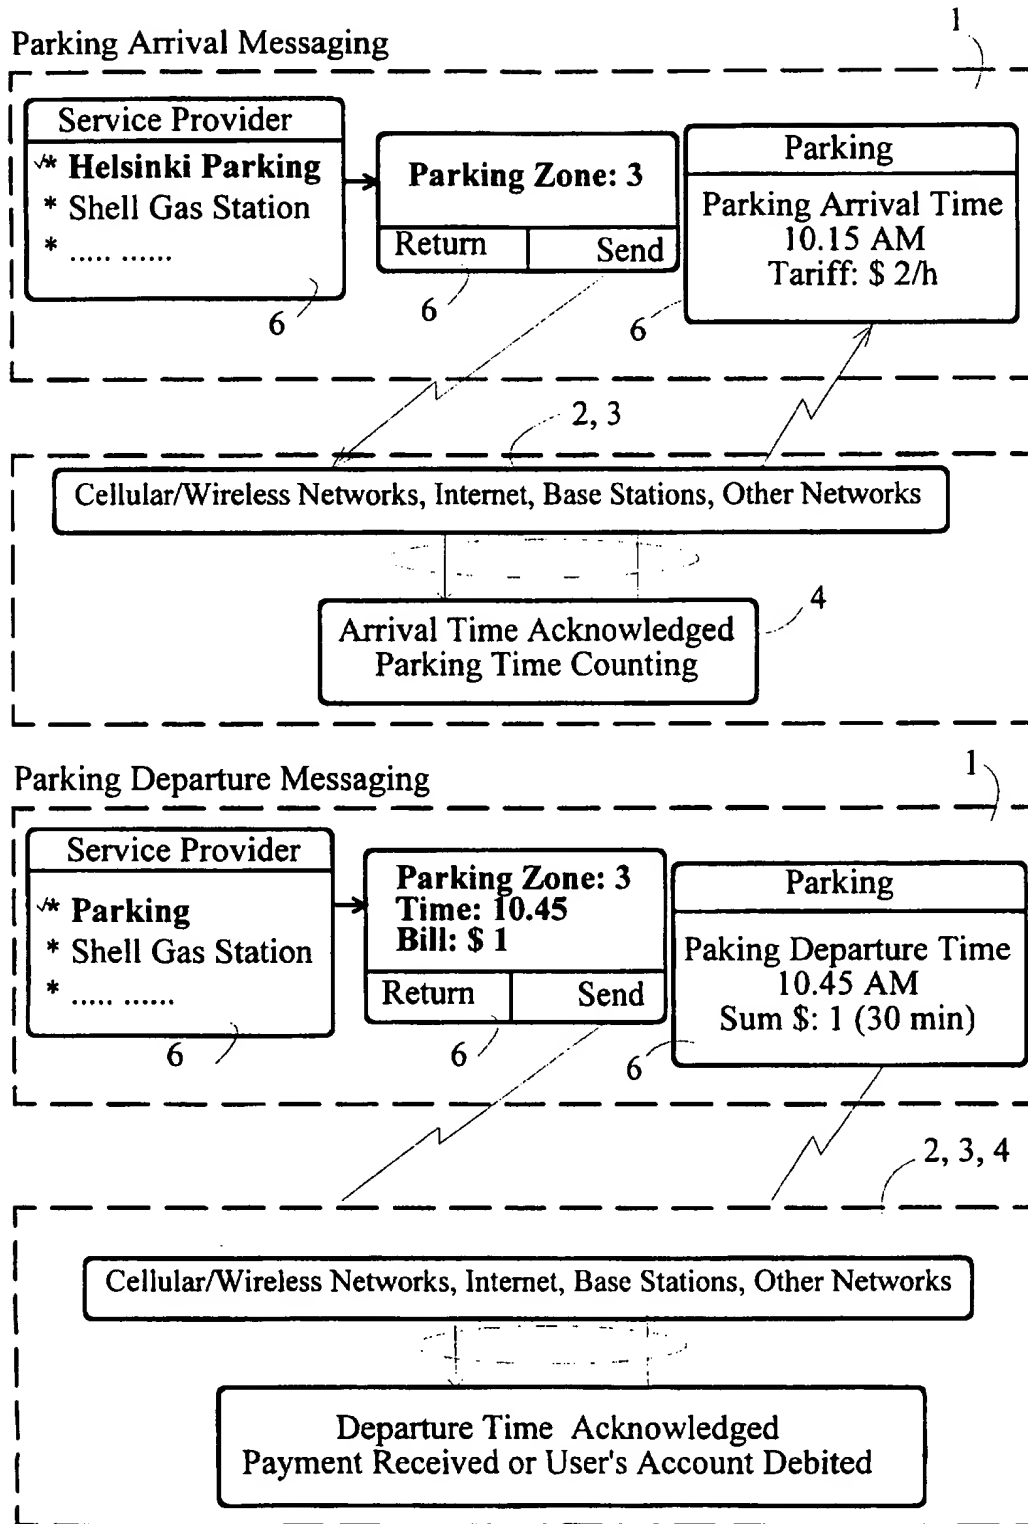 Parking Arrival Messaging
1
Service Provider
* Helsinki Parking
* Shell Gas Station
* ..... ......
6
Parking Zone: 3
Return
Send
6
Parking
Parking Arrival Time
10.15 AM
Tariff: $ 2/h
6
2, 3
Cellular/Wireless Networks, Internet, Base Stations, Other Networks
4
Arrival Time Acknowledged
Parking Time Counting
Parking Departure Messaging
1
Service Provider
* Parking
* Shell Gas Station
* ..... ......
6
Parking Zone: 3
Time: 10.45
Bill: $ 1
Return
Send
6
Parking
Paking Departure Time
10.45 AM
Sum $: 1 (30 min)
6
2, 3, 4
Cellular/Wireless Networks, Internet, Base Stations, Other Networks
Departure Time Acknowledged
Payment Received or User's Account Debited